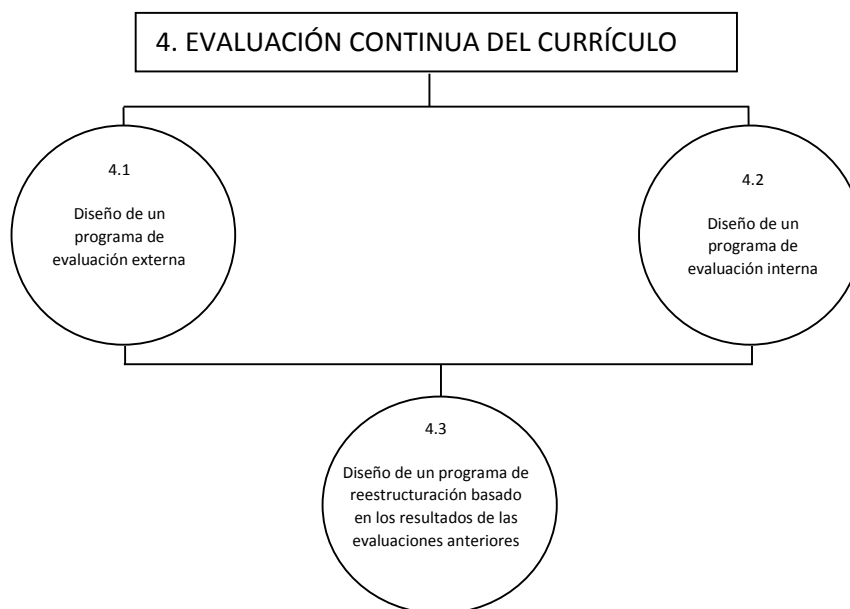 4. EVALUACIÓN CONTINUA DEL CURRÍCULO
4.1
Diseño de un
programa de
evaluación externa
4.2
Diseño de un
programa de
evaluación interna
4.3
Diseño de un programa de
reestructuración basado
en los resultados de las
evaluaciones anteriores